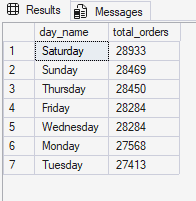 Results Messages
day_name total_orders
1 Saturday 28933
2 Sunday 28469
3 Thursday 28450
4 Friday 28284
5 Wednesday 28284
6 Monday 27568
7 Tuesday 27413